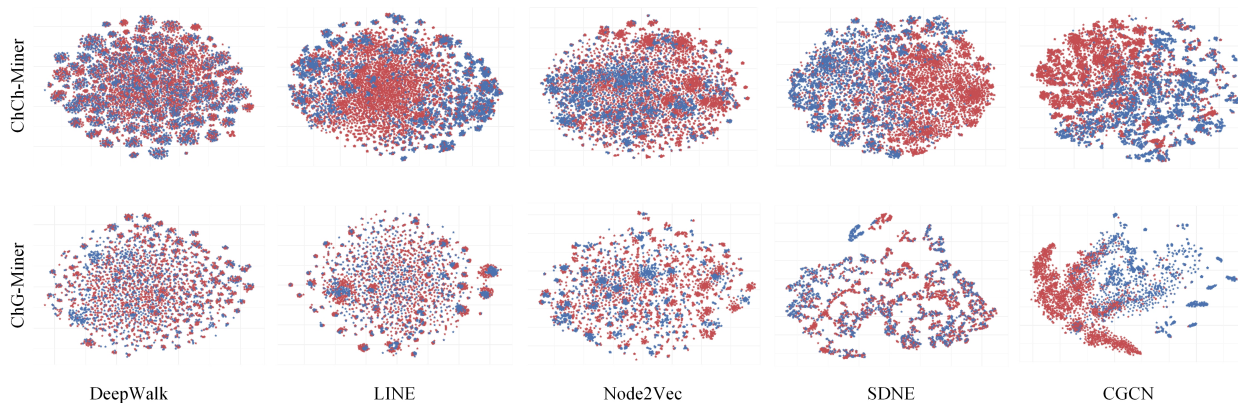 ChCh-Miner
ChG-Miner
DeepWalk
LINE
Node2Vec
SDNE
CGCN